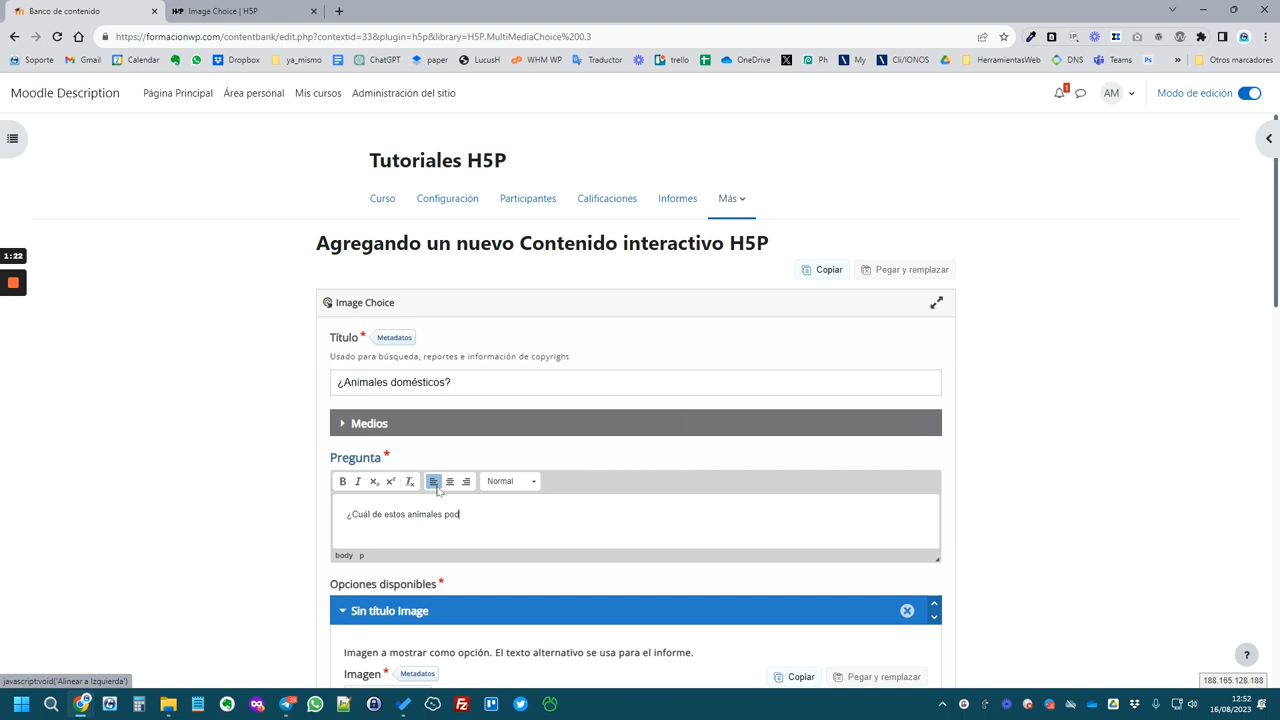 Banco de contenido
H-P Image Choice | H5P
https://formacionwp.com/contentbank/edit.php?contextid=33&plugin=h5p&library=H5P.MultiMediaChoice%200.3
Soporte Gmail Calendar Dropbox ya_mismo ChatGPT paper LucusH WHM WP Traductor trello OneDrive Ph My Cli/IONOS HerramientasWeb DNS Teams Otros marcadores
Moodle Description Página Principal Área personal Mis cursos Administración del sitio 1 AM Modo de edición
Tutoriales H5P
Curso Configuración Participantes Calificaciones Informes Más
1:22
Agregando un nuevo Contenido interactivo H5P
Copiar Pegar y remplazar
Image Choice
Título* Metadatos
Usado para búsqueda, reportes e información de copyright
¿Animales domésticos?
Medios
Pregunta*
B I x₂ x² Tx Normal
¿Cuál de estos animales pod
body p
Opciones disponibles*
Sin título Image
Imagen a mostrar como opción. El texto alternativo se usa para el informe.
Imagen* Metadatos Copiar Pegar y remplazar
?
javascript:void('Alinear a Izquierda') 188.165.128.188
12:52
16/08/2023